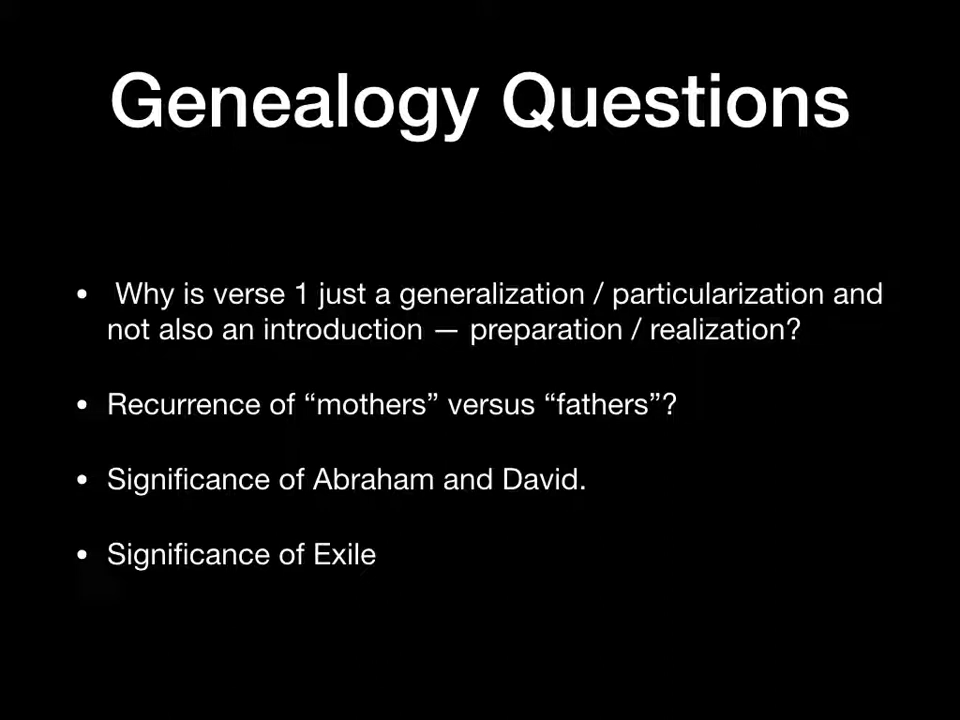 Genealogy Questions
• Why is verse 1 just a generalization / particularization and
not also an introduction — preparation / realization?
• Recurrence of “mothers” versus “fathers”?
• Significance of Abraham and David.
• Significance of Exile